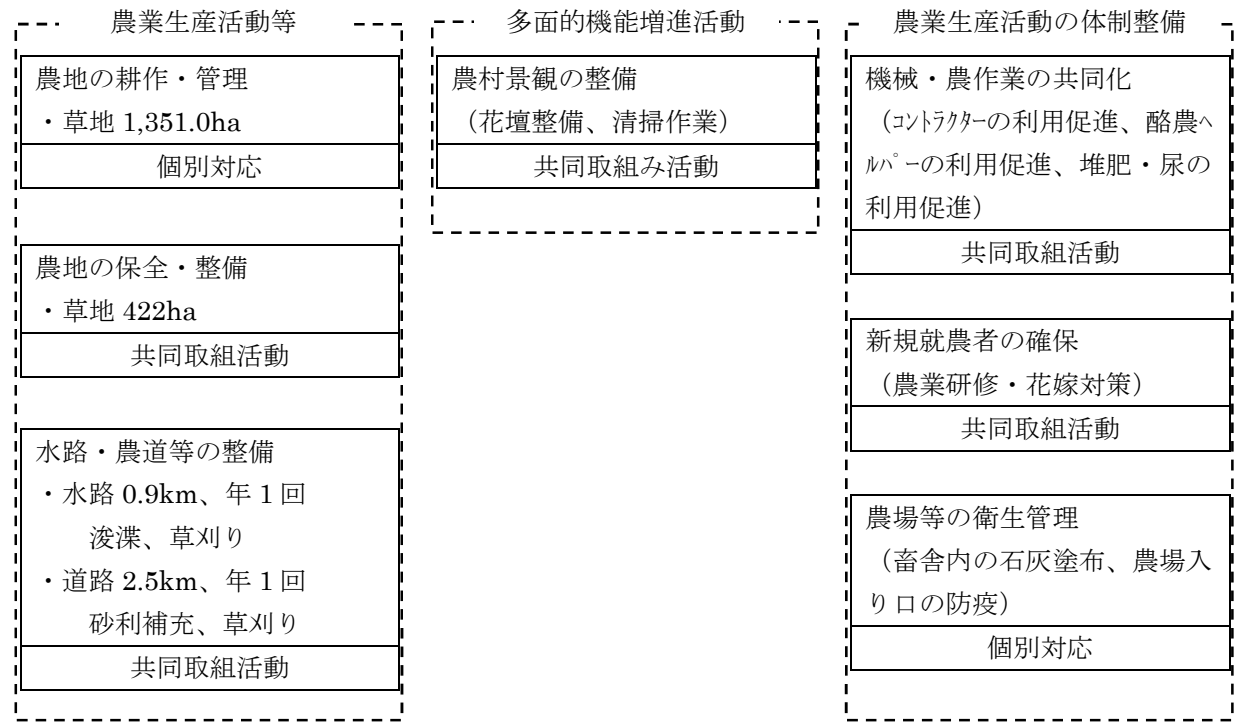 農業生産活動等
農地の耕作・管理
・草地 1,351.0ha
個別対応
農地の保全・整備
・草地 422ha
共同取組活動
水路・農道等の整備
・水路 0.9km、年１回
浚渫、草刈り
・道路 2.5km、年１回
砂利補充、草刈り
共同取組活動
多面的機能増進活動
農村景観の整備
（花壇整備、清掃作業）
共同取組み活動
農業生産活動の体制整備
機械・農作業の共同化
（ｺﾝﾄﾗｸﾀｰの利用促進、酪農ﾍ
ﾙﾊﾟｰの利用促進、堆肥・尿の
利用促進）
共同取組活動
新規就農者の確保
（農業研修・花嫁対策）
共同取組活動
農場等の衛生管理
（畜舎内の石灰塗布、農場入
り口の防疫）
個別対応